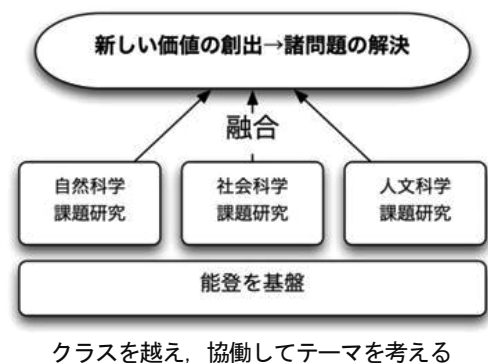 新しい価値の創出→諸問題の解決
融合
自然科学
課題研究
社会科学
課題研究
人文科学
課題研究
能登を基盤
クラスを越え，協働してテーマを考える